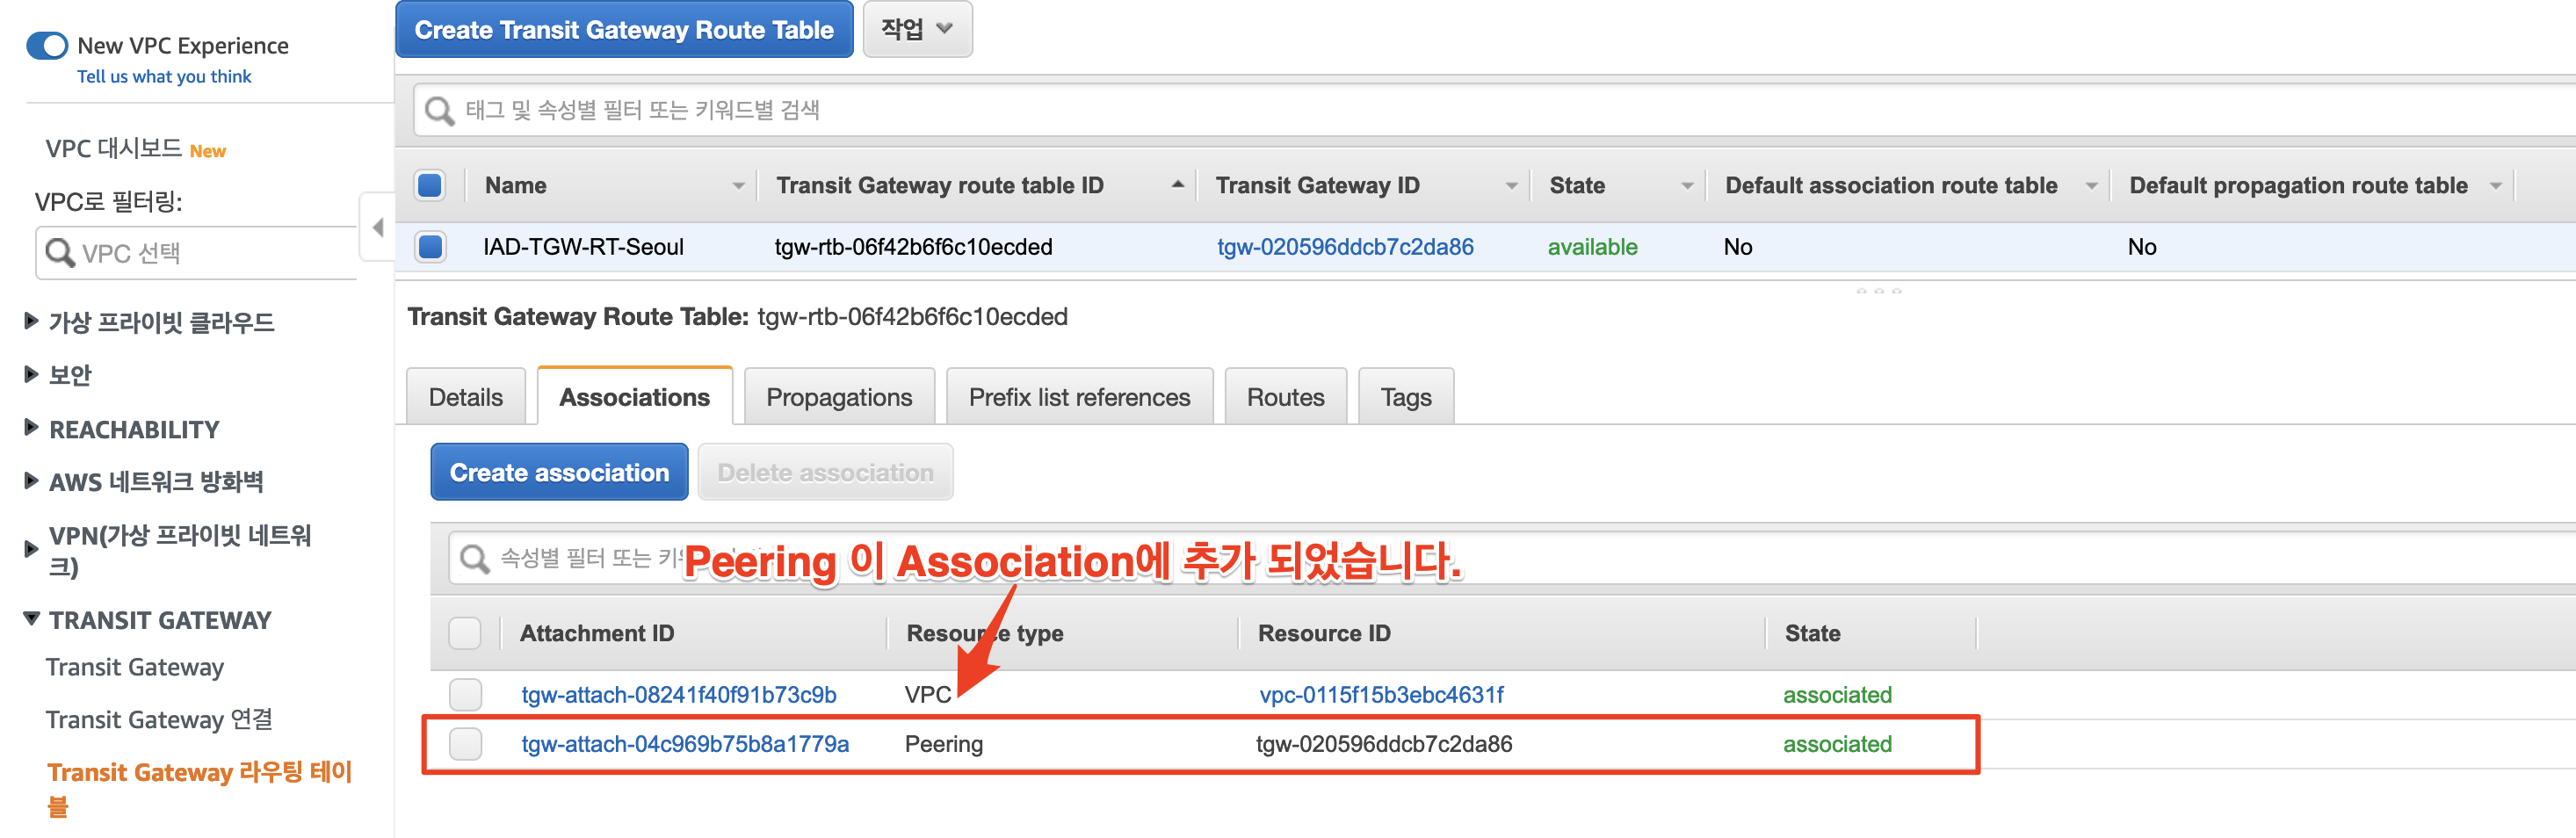 New VPC Experience
Tell us what you think
VPC 대시보드 New
VPC로 필터링:
VPC 선택
가상 프라이빗 클라우드
보안
REACHABILITY
AWS 네트워크 방화벽
VPN(가상 프라이빗 네트워
크)
TRANSIT GATEWAY
Transit Gateway
Transit Gateway 연결
Transit Gateway 라우팅 테이
블
Create Transit Gateway Route Table 작업
태그 및 속성별 필터 또는 키워드별 검색
Name Transit Gateway route table ID Transit Gateway ID State Default association route table Default propagation route table
IAD-TGW-RT-Seoul tgw-rtb-06f42b6f6c10ecded tgw-020596ddcb7c2da86 available No No
Transit Gateway Route Table: tgw-rtb-06f42b6f6c10ecded
Details Associations Propagations Prefix list references Routes Tags
Create association Delete association
속성별 필터 또는
Peering 이 Association에 추가 되었습니다.
Attachment ID Resource type Resource ID State
tgw-attach-08241f40f91b73c9b VPC vpc-0115f15b3ebc4631f associated
tgw-attach-04c969b75b8a1779a Peering tgw-020596ddcb7c2da86 associated